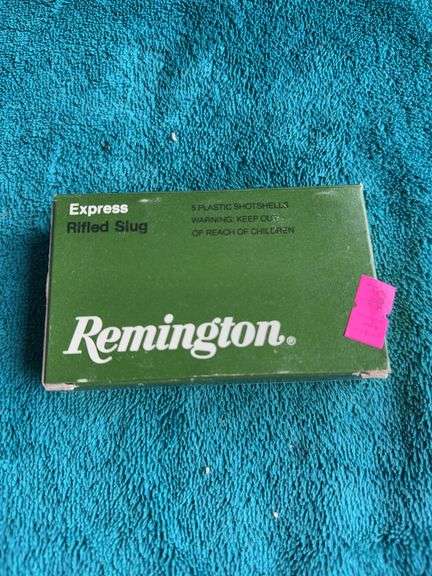 Express
Rifled Slug
5 PLASTIC SHOTSHELLS
WARNING: KEEP OUT
OF REACH OF CHILDREN
Remington®